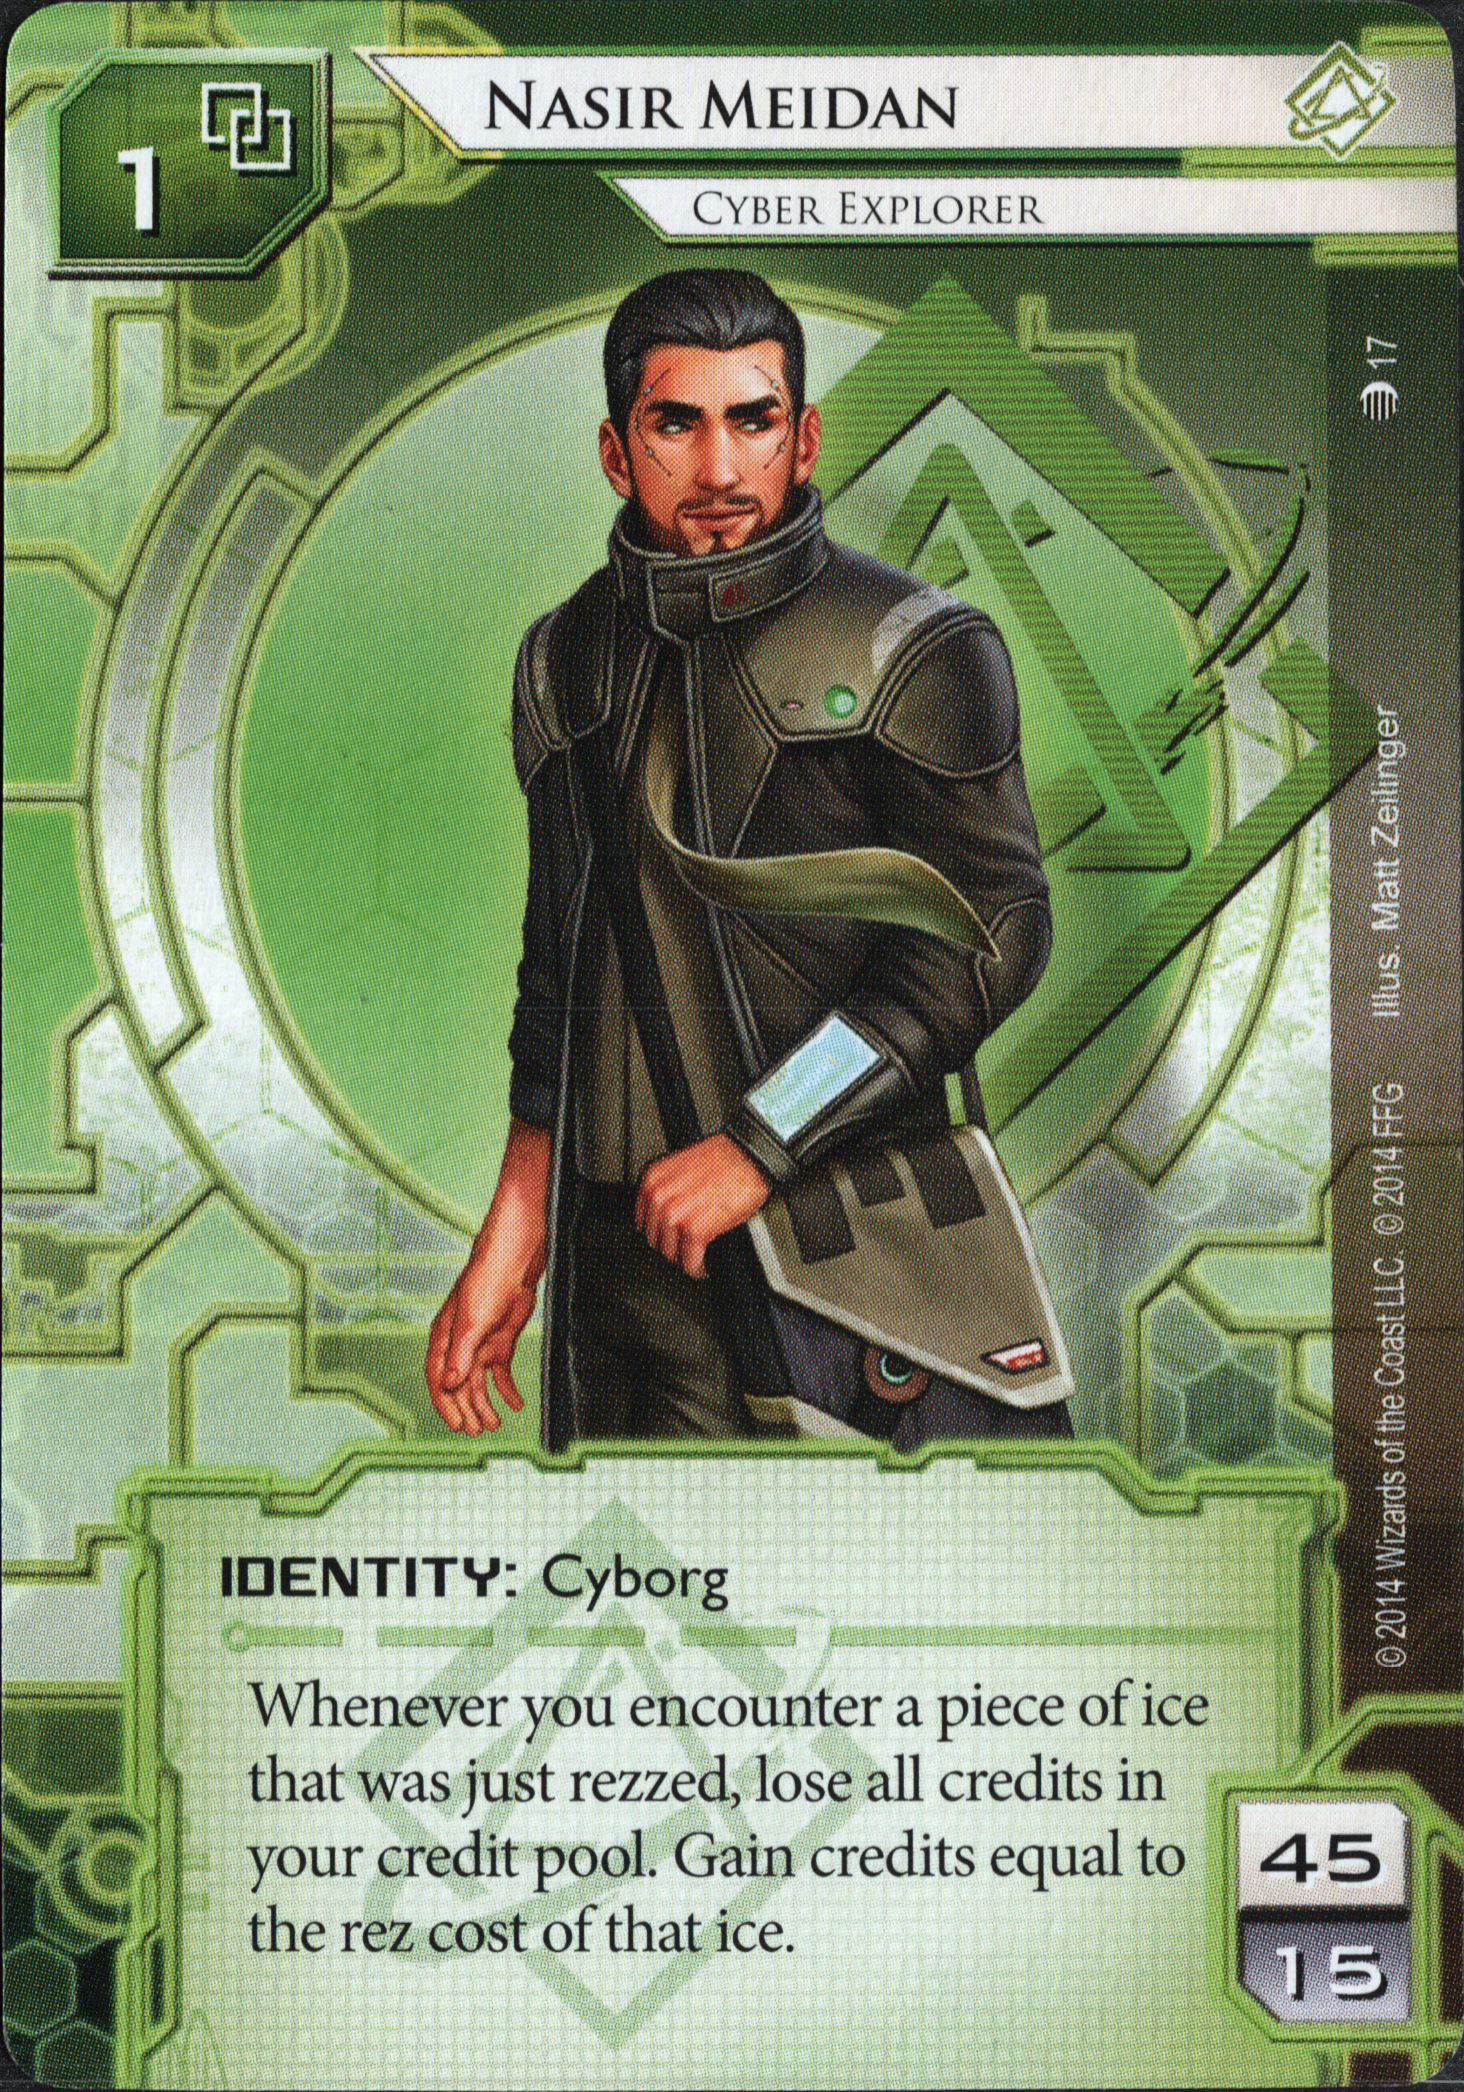 1
NASIR MEIDAN
CYBER EXPLORER
17
Illus. Matt Zeilinger
© 2014 Wizards of the Coast LLC. © 2014 FFG
IDENTITY: Cyborg
Whenever you encounter a piece of ice
that was just rezzed, lose all credits in
your credit pool. Gain credits equal to
the rez cost of that ice.
45
15